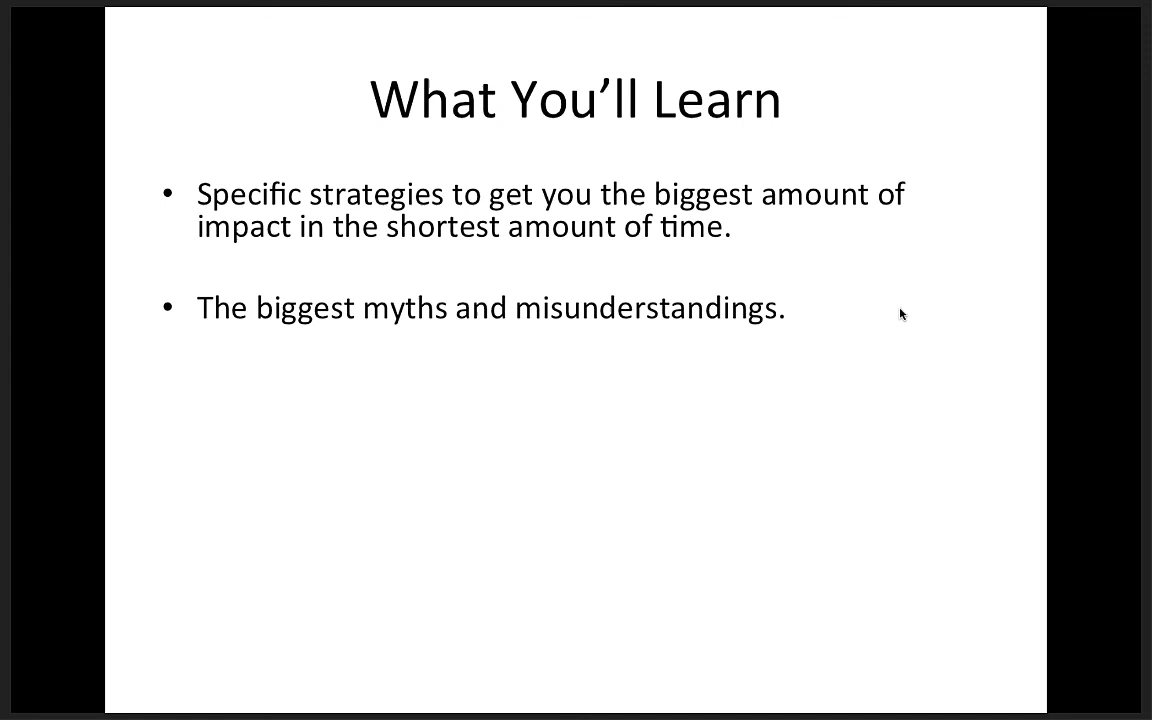 What You’ll Learn
• Specific strategies to get you the biggest amount of
impact in the shortest amount of time.
• The biggest myths and misunderstandings.